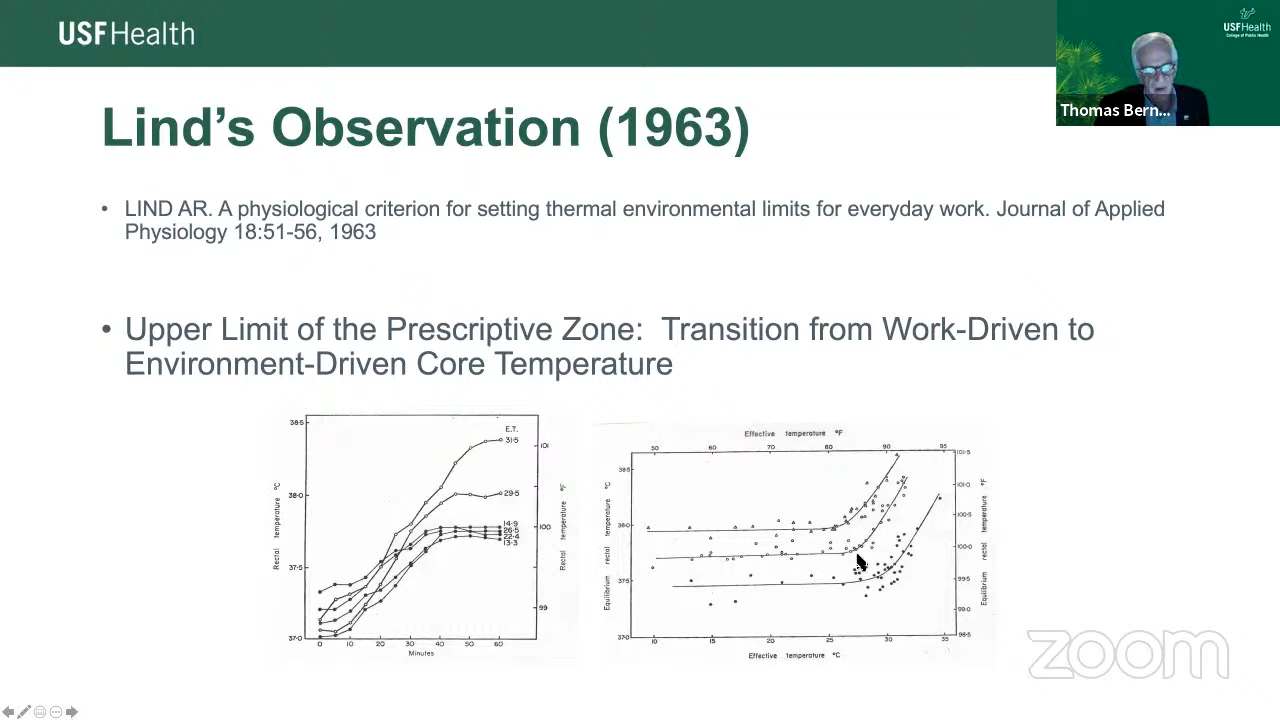 USFHealth
USFHealth
College of Public Health
Thomas Bern...
Lind's Observation (1963)
• LIND AR. A physiological criterion for setting thermal environmental limits for everyday work. Journal of Applied
Physiology 18:51-56, 1963
• Upper Limit of the Prescriptive Zone: Transition from Work-Driven to
Environment-Driven Core Temperature
38·5
38·0
37·5
37·0
Rectal temperature °C
0 10 20 30 40 50 60
Minutes
E.T.
31·5
29·5
14·9
26·5
22·4
13·3
101
100
99
Rectal temperature °F
Effective temperature °F
50 60 70 80 90 95
38·5
38·0
37·5
37·0
Equilibrium rectal temperature °C
10 15 20 25 30 35
Effective temperature °C
101·5
101·0
100·5
100·0
99·5
99·0
98·5
Equilibrium rectal temperature °F
zoom